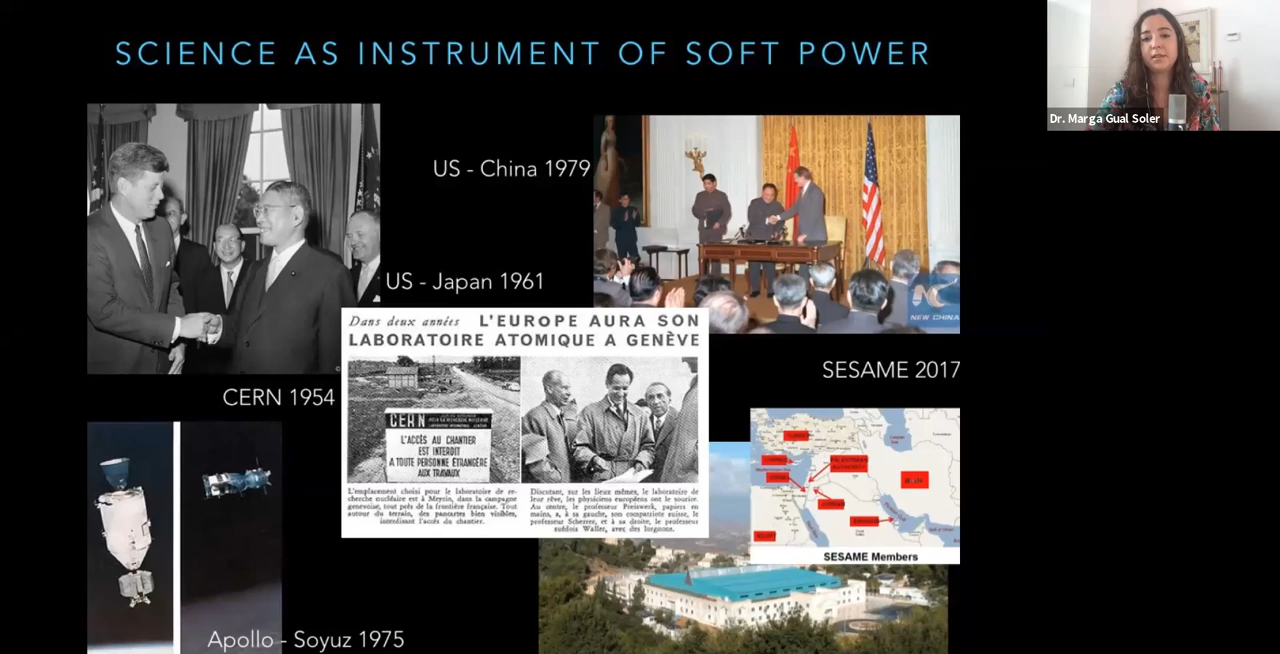 SCIENCE AS INSTRUMENT OF SOFT POWER
Dr. Marga Gual Soler
US - China 1979
US - Japan 1961
NEW CHINA
Dans deux années L'EUROPE AURA SON
LABORATOIRE ATOMIQUE A GENÈVE
SESAME 2017
CERN 1954
CERN
L'ACCÈS AU CHANTIER
EST INTERDIT
A TOUTE PERSONNE ÉTRANGÈRE
AUX TRAVAUX
L'emplacement choisi pour le laboratoire de re-
cherche nucléaire est à Meyrin, dans la campagne
genevoise, tout près de la frontière française. Tout
autour du terrain, des pancartes bien visibles,
interdisant l'accès du chantier.
Discutant, sur les lieux mêmes, le laboratoire de
leur rêve, les physiciens européens ont le sourire.
Au centre, le professeur Preiswerk, papiers en
mains, a, à sa gauche, son compatriote suisse, le
professeur Scherrer, et à sa droite, le professeur
suédois Waller, avec des lorgnons.
PALESTINIAN
AUTHORITY
IRAN
EGYPT
SESAME Members
Apollo - Soyuz 1975